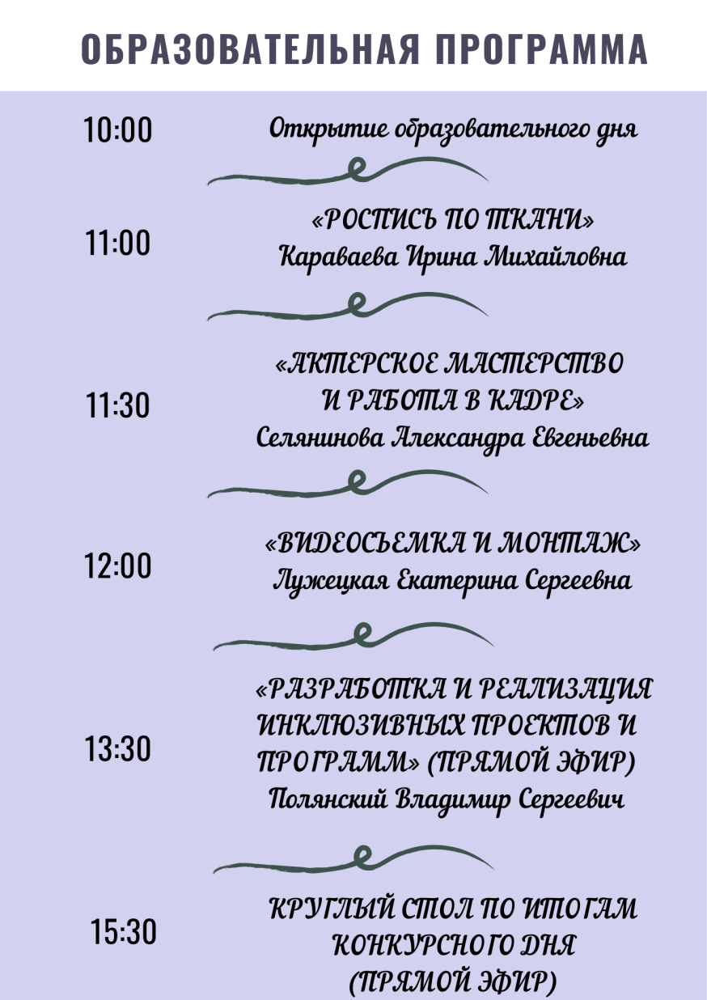 ОБРАЗОВАТЕЛЬНАЯ ПРОГРАММА
10:00
Открытие образовательного дня
11:00
«РОСПИСЬ ПО ТКАНИ»
Караваева Ирина Михайловна
11:30
«АКТЕРСКОЕ МАСТЕРСТВО
И РАБОТА В КАДРЕ»
Селянинова Александра Евгеньевна
12:00
«ВИДЕОСЪЕМКА И МОНТАЖ»
Лужецкая Екатерина Сергеевна
13:30
«РАЗРАБОТКА И РЕАЛИЗАЦИЯ
ИНКЛЮЗИВНЫХ ПРОЕКТОВ И
ПРОГРАММ» (ПРЯМОЙ ЭФИР)
Полянский Владимир Сергеевич
15:30
КРУГЛЫЙ СТОЛ ПО ИТОГАМ
КОНКУРСНОГО ДНЯ
(ПРЯМОЙ ЭФИР)